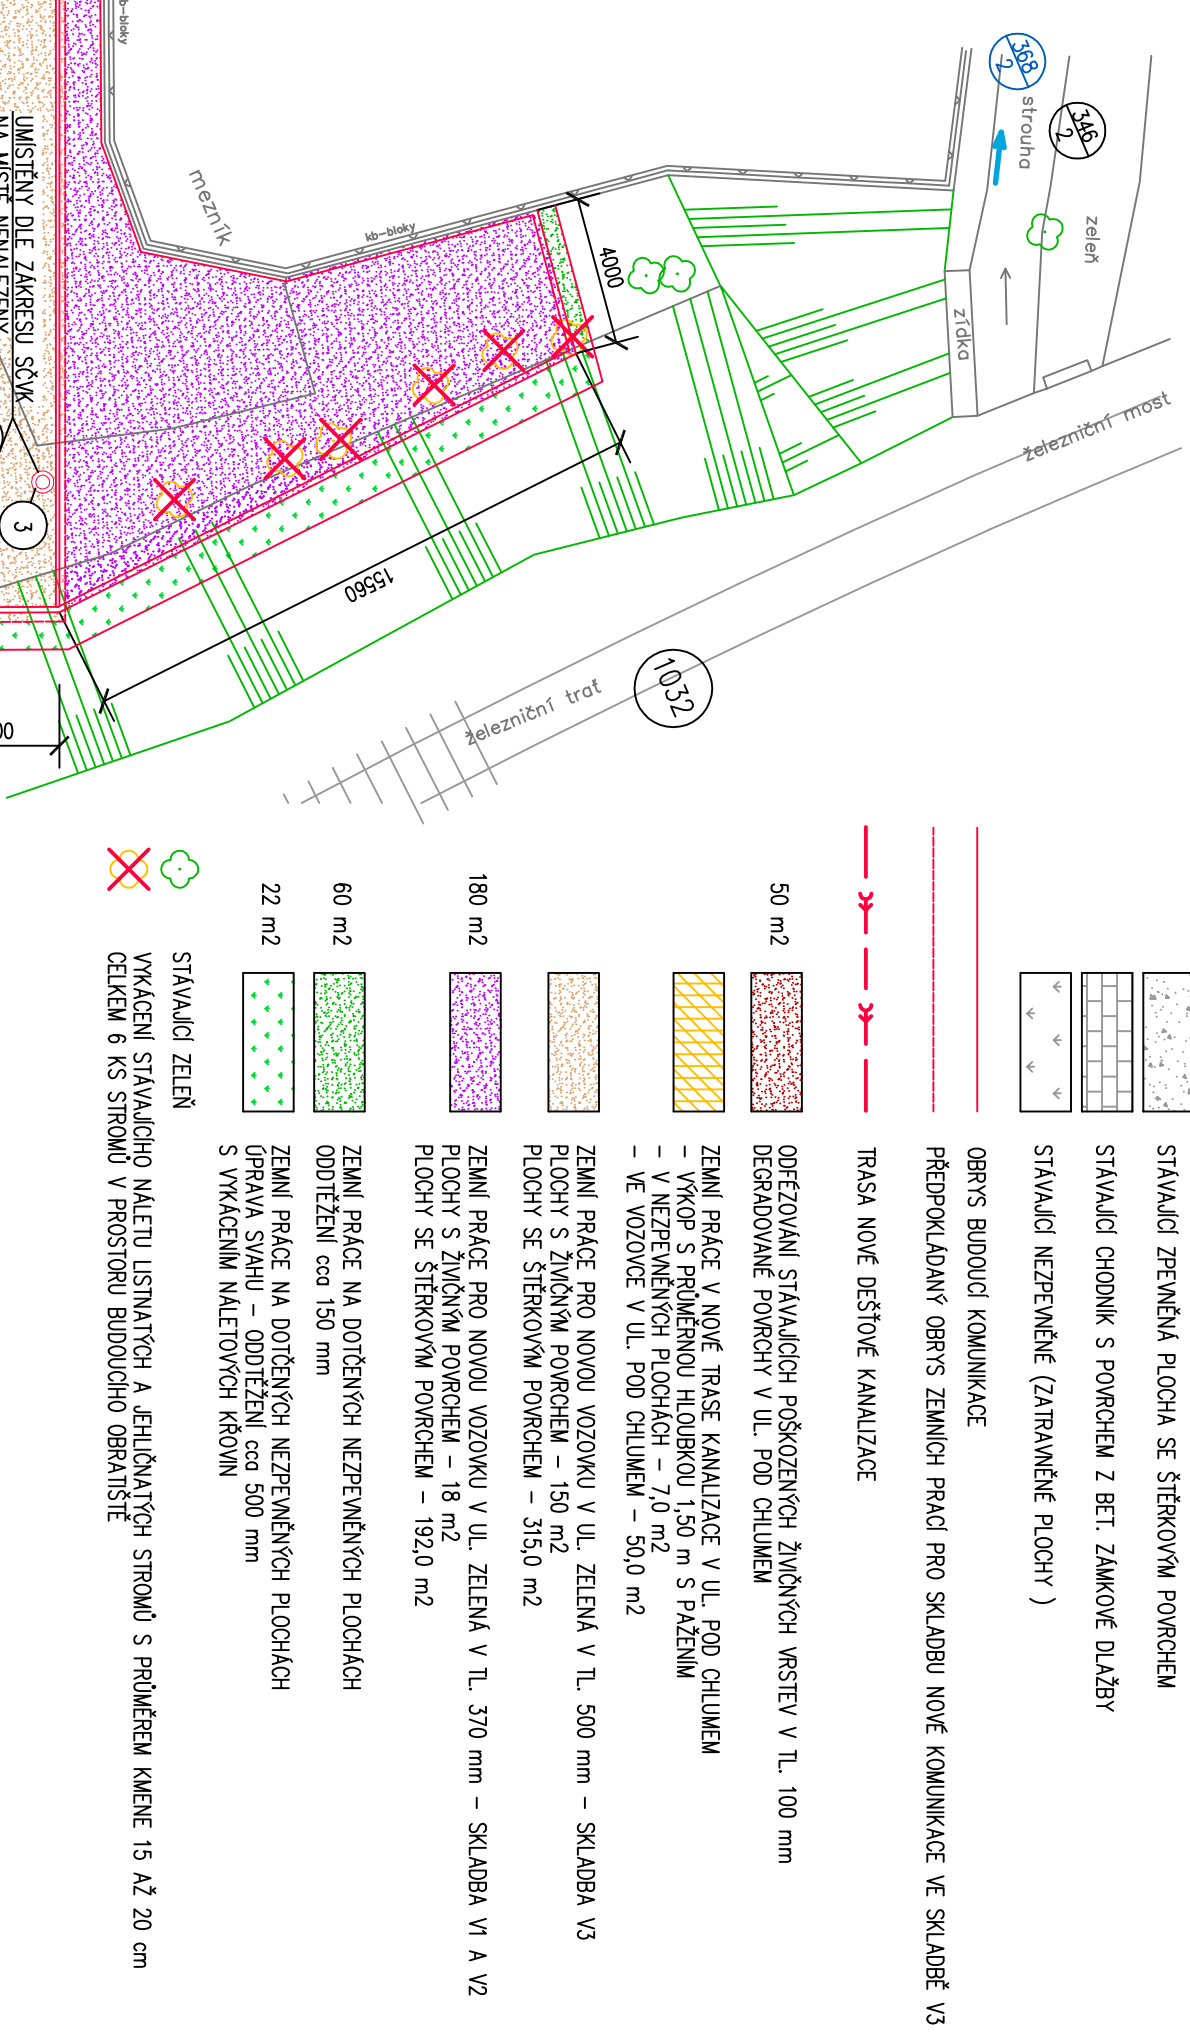 kb-bloky
UMÍSTĚNY DLE ZÁKRESU SČVK
NA MÍSTĚ NENALEZENY
mezník
kb-bloky
4000
15560
3
368
2
strouha
346
2
zeleň
zídka
železniční most
železniční trať
1032
00
STÁVAJÍCÍ ZPEVNĚNÁ PLOCHA SE ŠTĚRKOVÝM POVRCHEM
STÁVAJÍCÍ CHODNÍK S POVRCHEM Z BET. ZÁMKOVÉ DLAŽBY
STÁVAJÍCÍ NEZPEVNĚNÉ (ZATRAVNĚNÉ PLOCHY )
OBRYS BUDOUCÍ KOMUNIKACE
PŘEDPOKLÁDANÝ OBRYS ZEMNÍCH PRACÍ PRO SKLADBU NOVÉ KOMUNIKACE VE SKLADBĚ V3
TRASA NOVÉ DEŠŤOVÉ KANALIZACE
50 m2
ODFÉZOVÁNÍ STÁVAJÍCÍCH POŠKOZENÝCH ŽIVIČNÝCH VRSTEV V TL. 100 mm
DEGRADOVANÉ POVRCHY V UL. POD CHLUMEM
ZEMNÍ PRÁCE V NOVÉ TRASE KANALIZACE V UL. POD CHLUMEM
- VÝKOP S PRŮMĚRNOU HLOUBKOU 1,50 m S PAŽENÍM
- V NEZPEVNĚNÝCH PLOCHÁCH - 7,0 m2
- VE VOZOVCE V UL. POD CHLUMEM - 50,0 m2
ZEMNÍ PRÁCE PRO NOVOU VOZOVKU V UL. ZELENÁ V TL. 500 mm - SKLADBA V3
PLOCHY S ŽIVIČNÝM POVRCHEM - 150 m2
PLOCHY SE ŠTĚRKOVÝM POVRCHEM - 315,0 m2
180 m2
ZEMNÍ PRÁCE PRO NOVOU VOZOVKU V UL. ZELENÁ V TL. 370 mm - SKLADBA V1 A V2
PLOCHY S ŽIVIČNÝM POVRCHEM - 18 m2
PLOCHY SE ŠTĚRKOVÝM POVRCHEM - 192,0 m2
60 m2
ZEMNÍ PRÁCE NA DOTČENÝCH NEZPEVNĚNÝCH PLOCHÁCH
ODDTĚŽENÍ cca 150 mm
22 m2
ZEMNÍ PRÁCE NA DOTČENÝCH NEZPEVNĚNÝCH PLOCHÁCH
ÚPRAVA SVAHU - ODDTĚŽENÍ cca 500 mm
S VYKÁCENÍM NÁLETOVÝCH KŘOVIN
STÁVAJÍCÍ ZELEŇ
VYKÁCENÍ STÁVAJÍCÍHO NÁLETU LISTNATÝCH A JEHLIČNATÝCH STROMŮ S PRŮMĚREM KMENE 15 AŽ 20 cm
CELKEM 6 KS STROMŮ V PROSTORU BUDOUCÍHO OBRATIŠTĚ